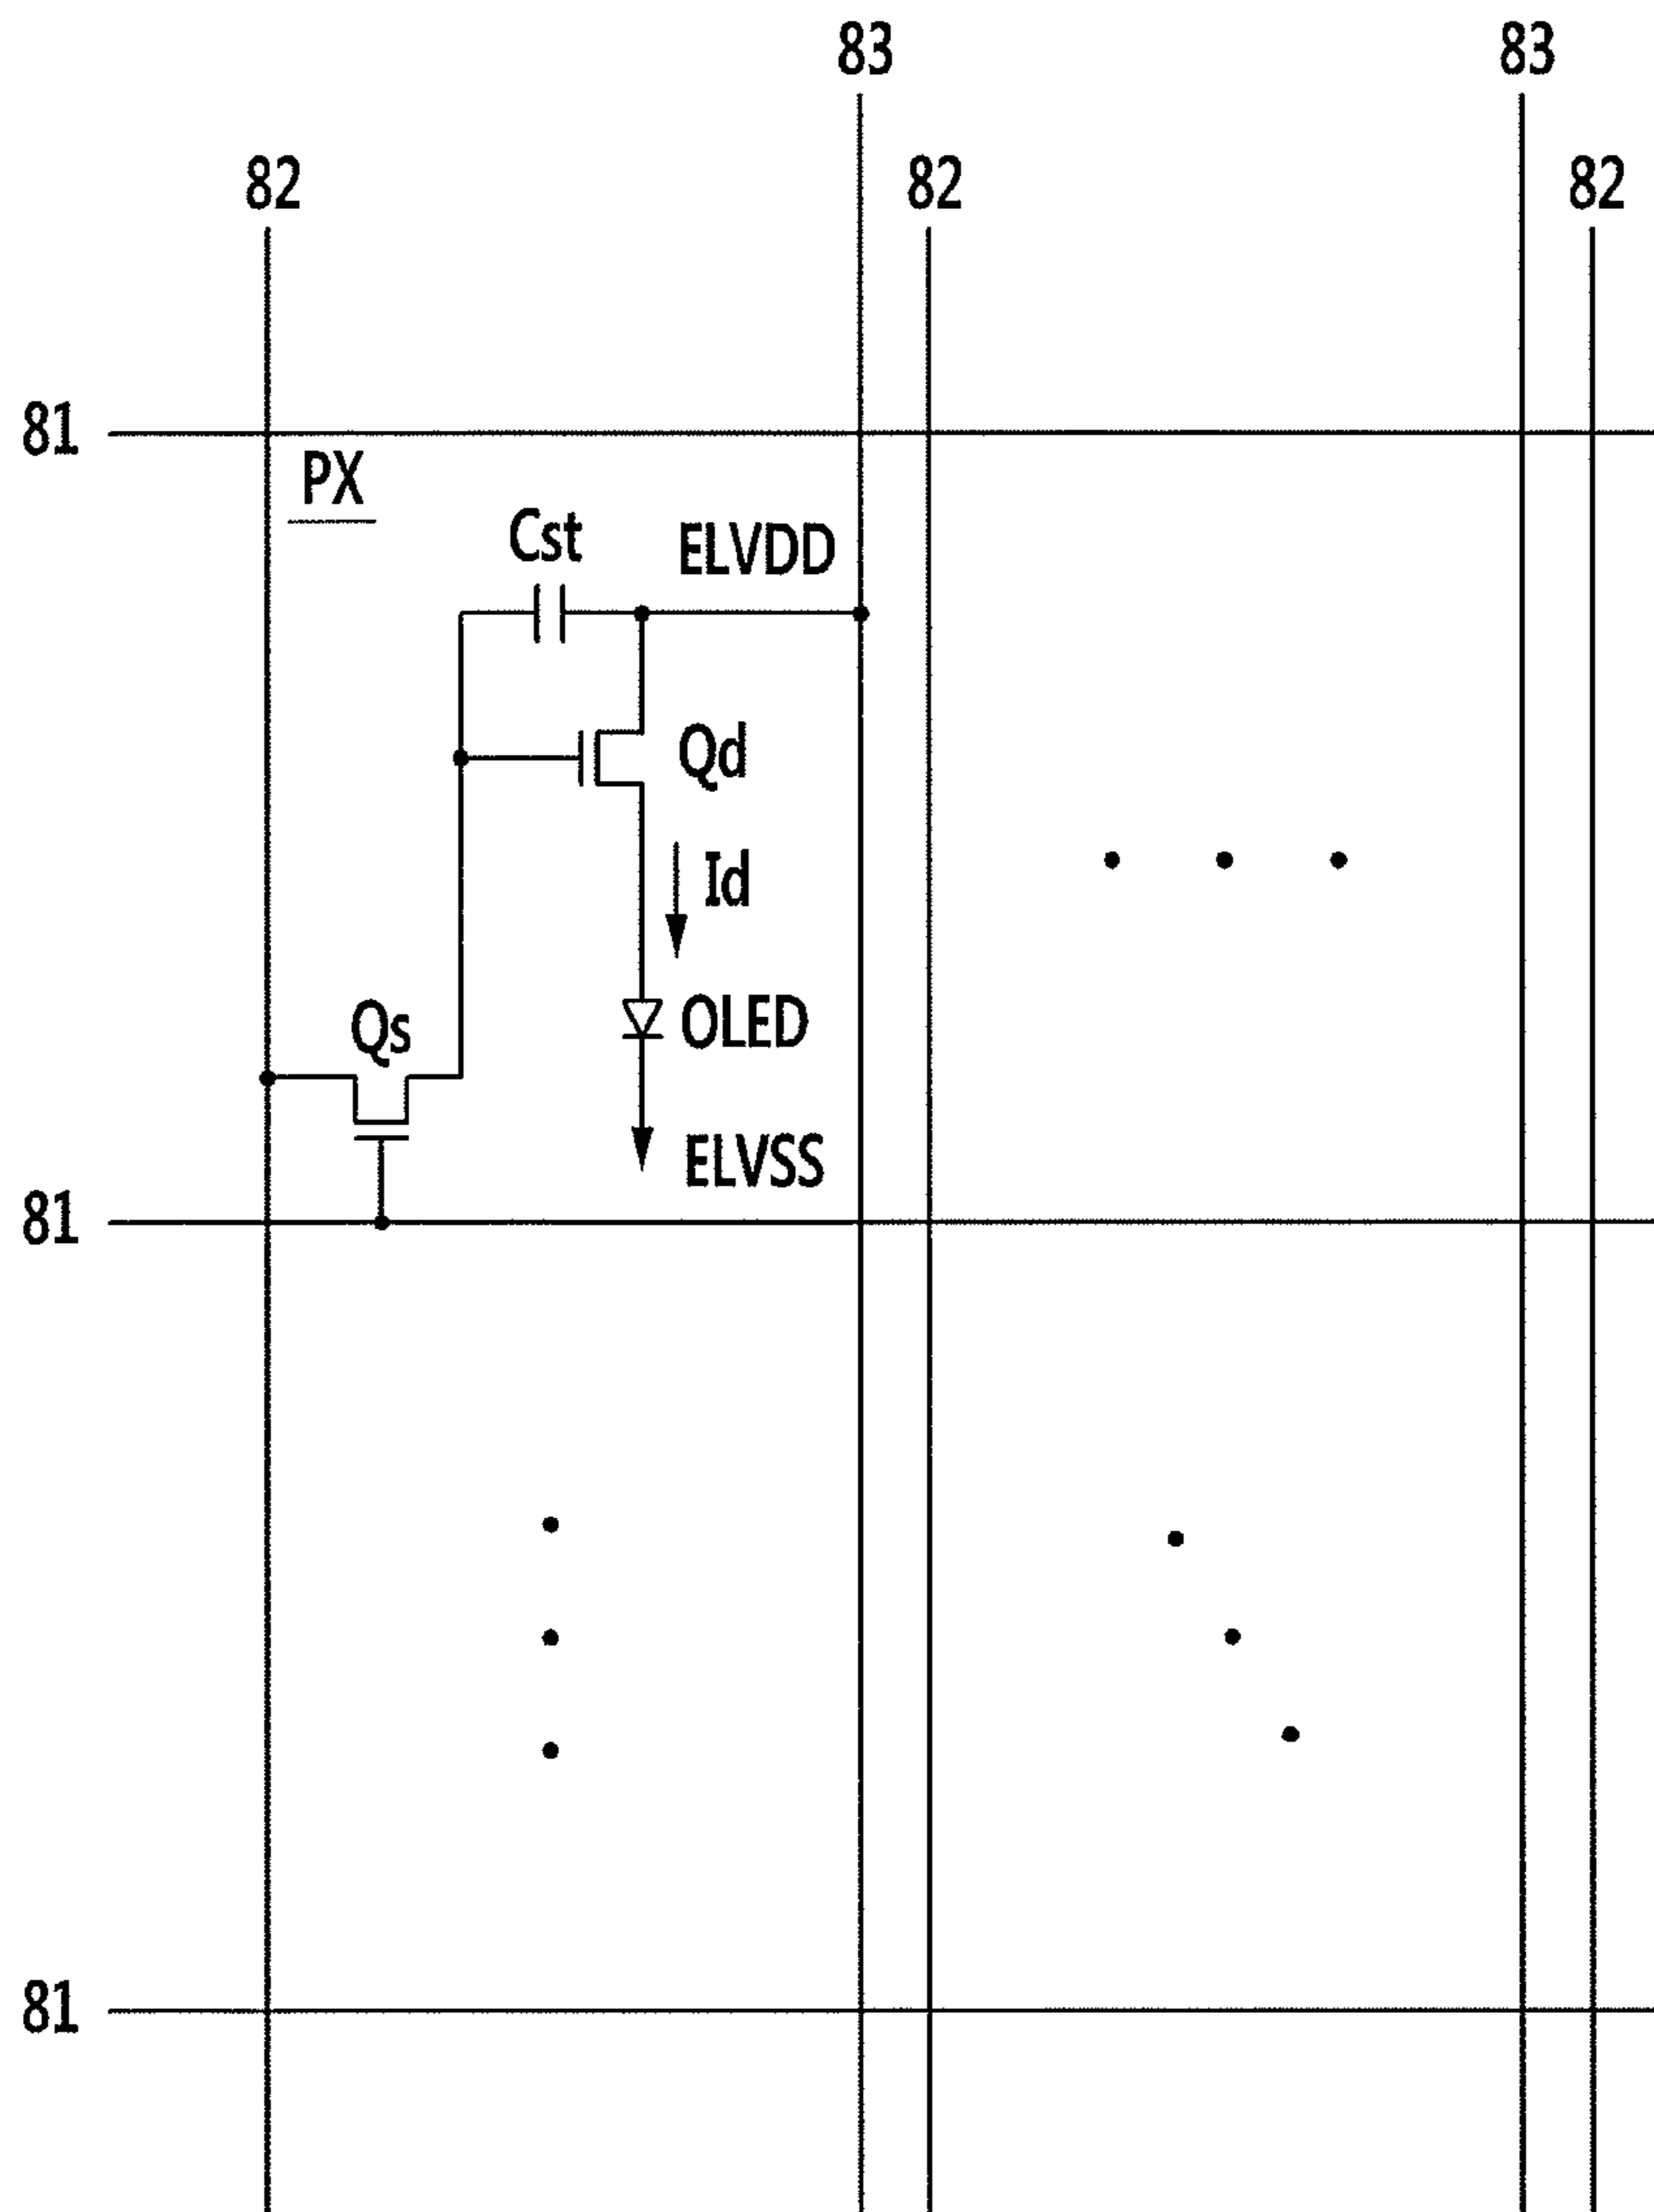 83 83
82 82 82
81
PX
Cst ELVDD
Qd
Id
Qs OLED
ELVSS
81
81